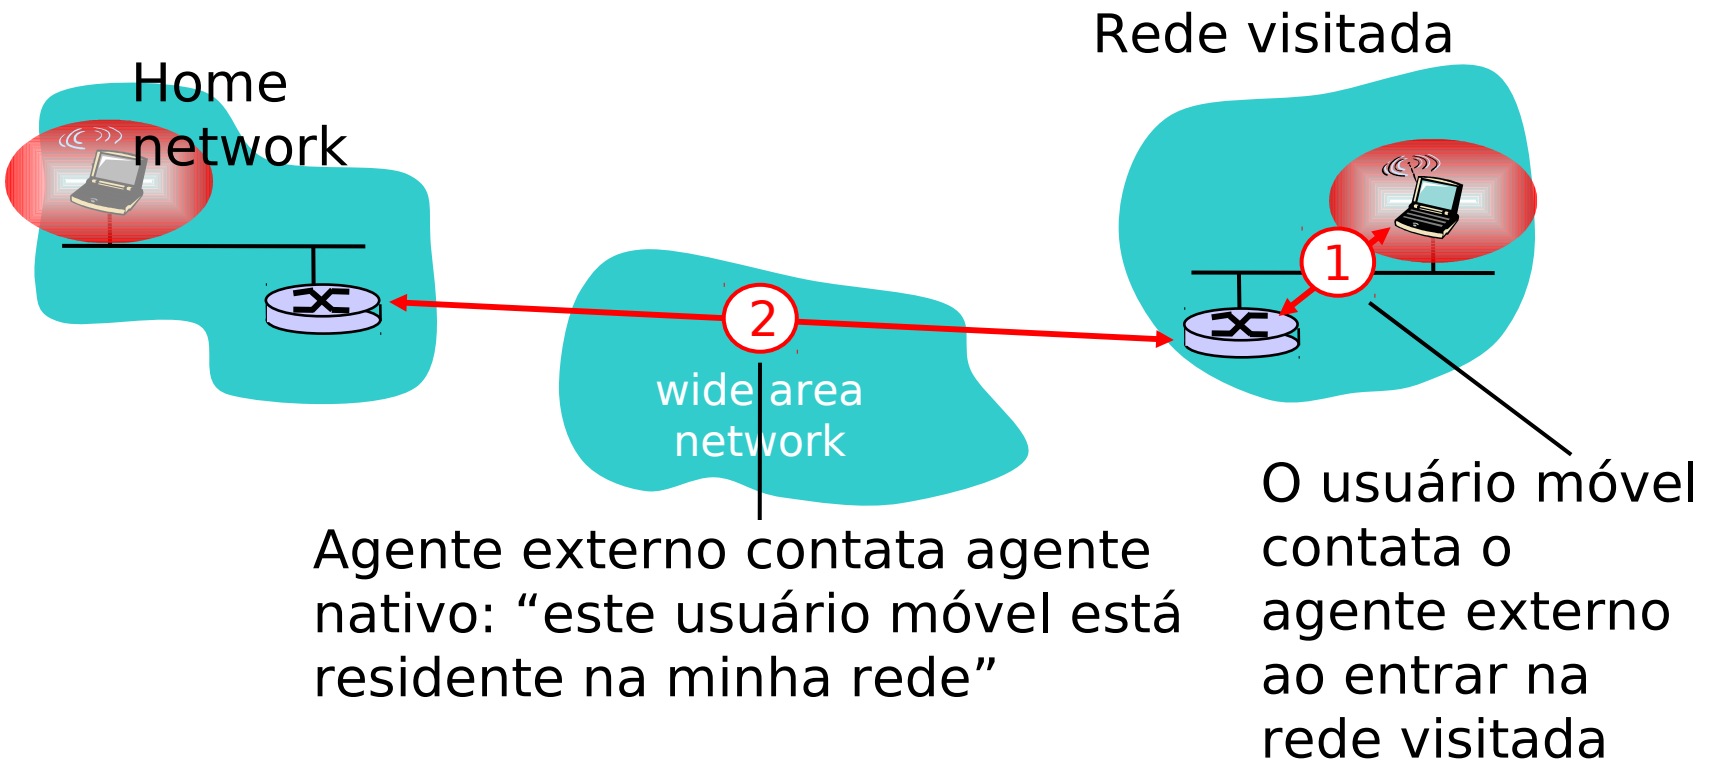 Rede visitada
Home
network
1
2
wide area
network
Agente externo contata agente
nativo: “este usuário móvel está
residente na minha rede”
O usuário móvel
contata o
agente externo
ao entrar na
rede visitada